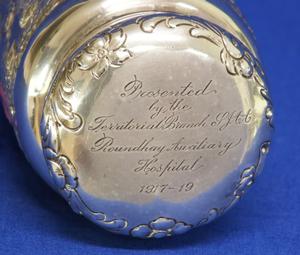 Presented
by the
Territorial Branch S.J.A.A.
Roundhay Auxiliary
Hospital
1917-19